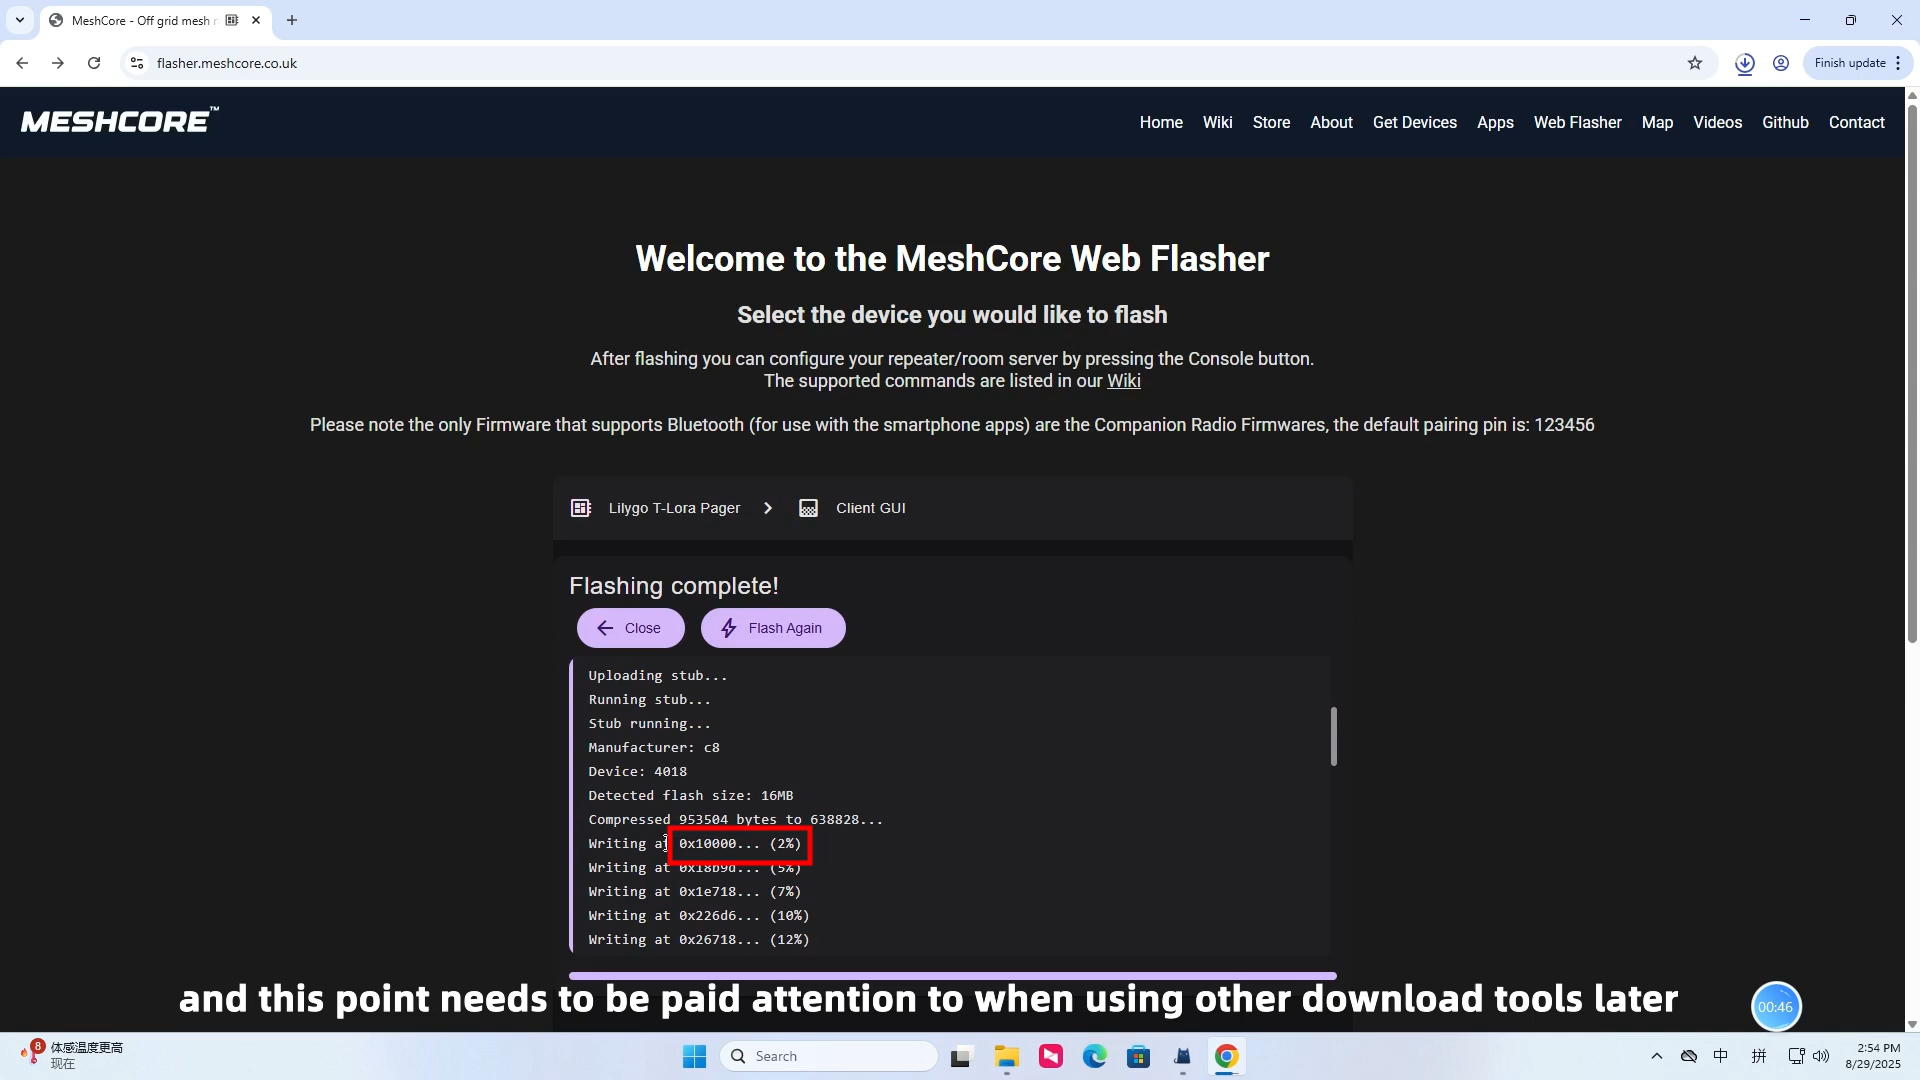 MeshCore - Off grid mesh
flasher.meshcore.co.uk
Finish update
MESHCORE™
Home Wiki Store About Get Devices Apps Web Flasher Map Videos Github Contact
Welcome to the MeshCore Web Flasher
Select the device you would like to flash
After flashing you can configure your repeater/room server by pressing the Console button.
The supported commands are listed in our Wiki
Please note the only Firmware that supports Bluetooth (for use with the smartphone apps) are the Companion Radio Firmwares, the default pairing pin is: 123456
Lilygo T-Lora Pager Client GUI
Flashing complete!
Close Flash Again
Uploading stub...
Running stub...
Stub running...
Manufacturer: c8
Device: 4018
Detected flash size: 16MB
Compressed 953504 bytes to 638828...
Writing at 0x10000... (2%)
Writing at 0x18b9d... (5%)
Writing at 0x1e718... (7%)
Writing at 0x226d6... (10%)
Writing at 0x26718... (12%)
and this point needs to be paid attention to when using other download tools later
00:46
8
体感温度更高
现在
Search
中 拼
2:54 PM
8/29/2025